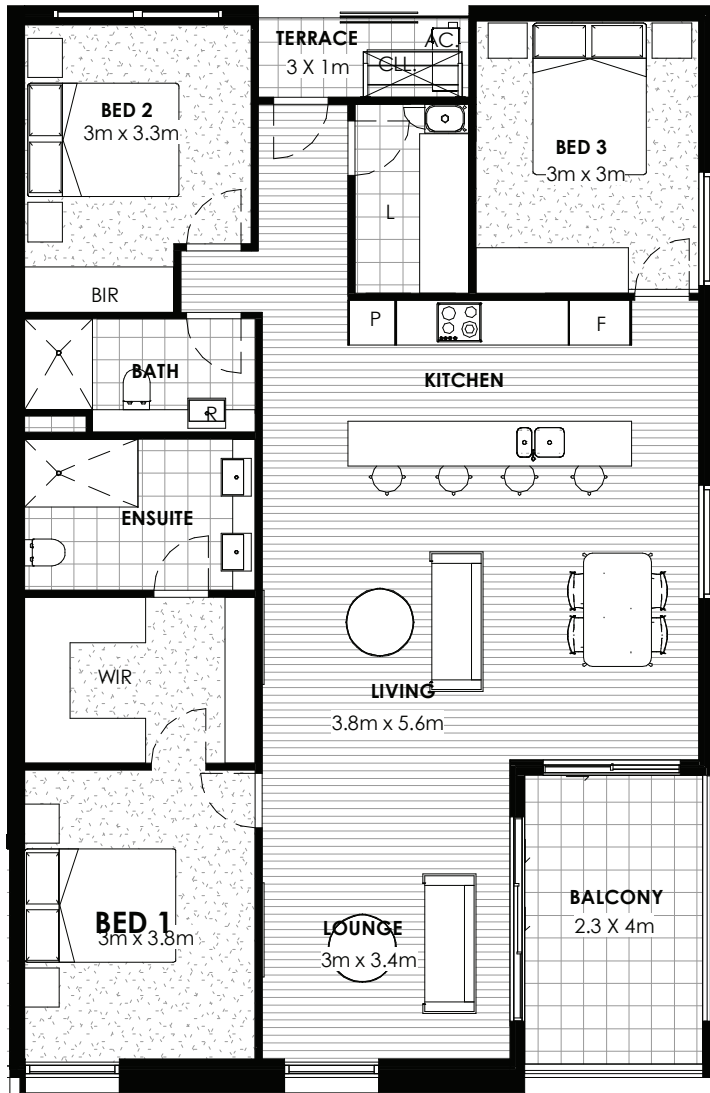 TERRACE
3 X 1m
AC.
CLL.
BED 2
3m x 3.3m
BED 3
3m x 3m
L
BIR
P
F
BATH
KITCHEN
R
ENSUITE
WIR
LIVING
3.8m x 5.6m
BED 1
3m x 3.8m
LOUNGE
3m x 3.4m
BALCONY
2.3 X 4m